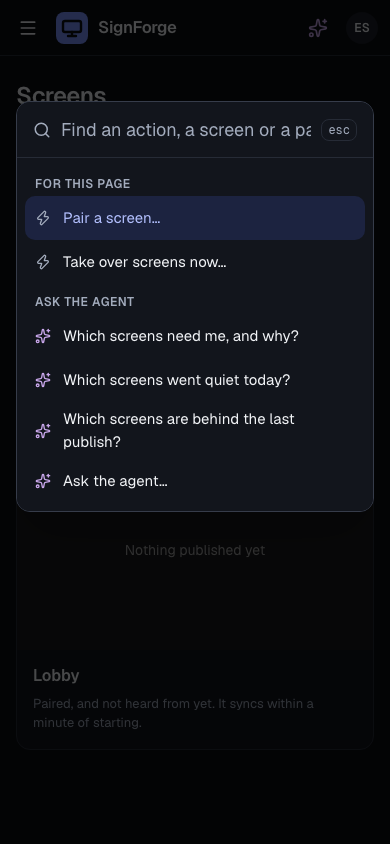 SignForge
ES
Screens
Find an action, a screen or a pa
esc
FOR THIS PAGE
Pair a screen…
Take over screens now…
ASK THE AGENT
Which screens need me, and why?
Which screens went quiet today?
Which screens are behind the last
publish?
Ask the agent…
Nothing published yet
Lobby
Paired, and not heard from yet. It syncs within a
minute of starting.